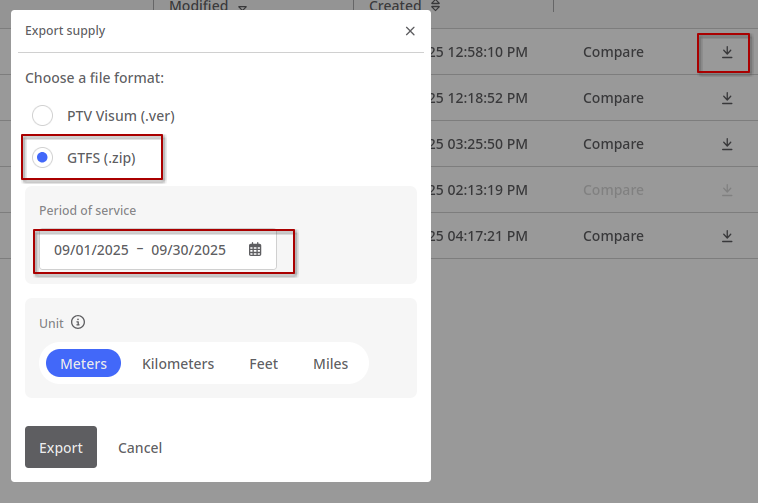 Modified Created
Export supply
25 12:58:10 PM Compare
Choose a file format:
PTV Visum (.ver)
25 12:18:52 PM Compare
GTFS (.zip)
25 03:25:50 PM Compare
Period of service
25 02:13:19 PM Compare
09/01/2025 – 09/30/2025
25 04:17:21 PM Compare
Unit
Meters Kilometers Feet Miles
Export Cancel